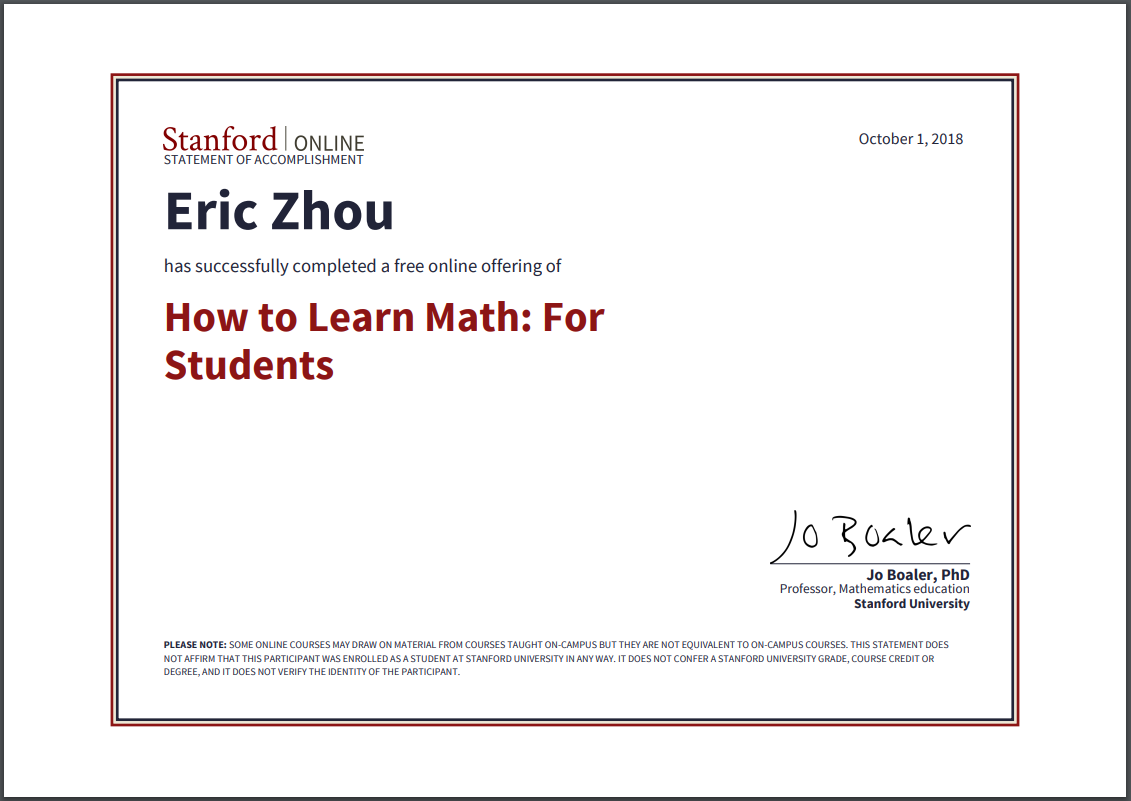 Stanford | ONLINE
October 1, 2018
STATEMENT OF ACCOMPLISHMENT
Eric Zhou
has successfully completed a free online offering of
How to Learn Math: For
Students
Jo Boaler
Jo Boaler, PhD
Professor, Mathematics education
Stanford University
PLEASE NOTE: SOME ONLINE COURSES MAY DRAW ON MATERIAL FROM COURSES TAUGHT ON-CAMPUS BUT THEY ARE NOT EQUIVALENT TO ON-CAMPUS COURSES. THIS STATEMENT DOES
NOT AFFIRM THAT THIS PARTICIPANT WAS ENROLLED AS A STUDENT AT STANFORD UNIVERSITY IN ANY WAY. IT DOES NOT CONFER A STANFORD UNIVERSITY GRADE, COURSE CREDIT OR
DEGREE, AND IT DOES NOT VERIFY THE IDENTITY OF THE PARTICIPANT.